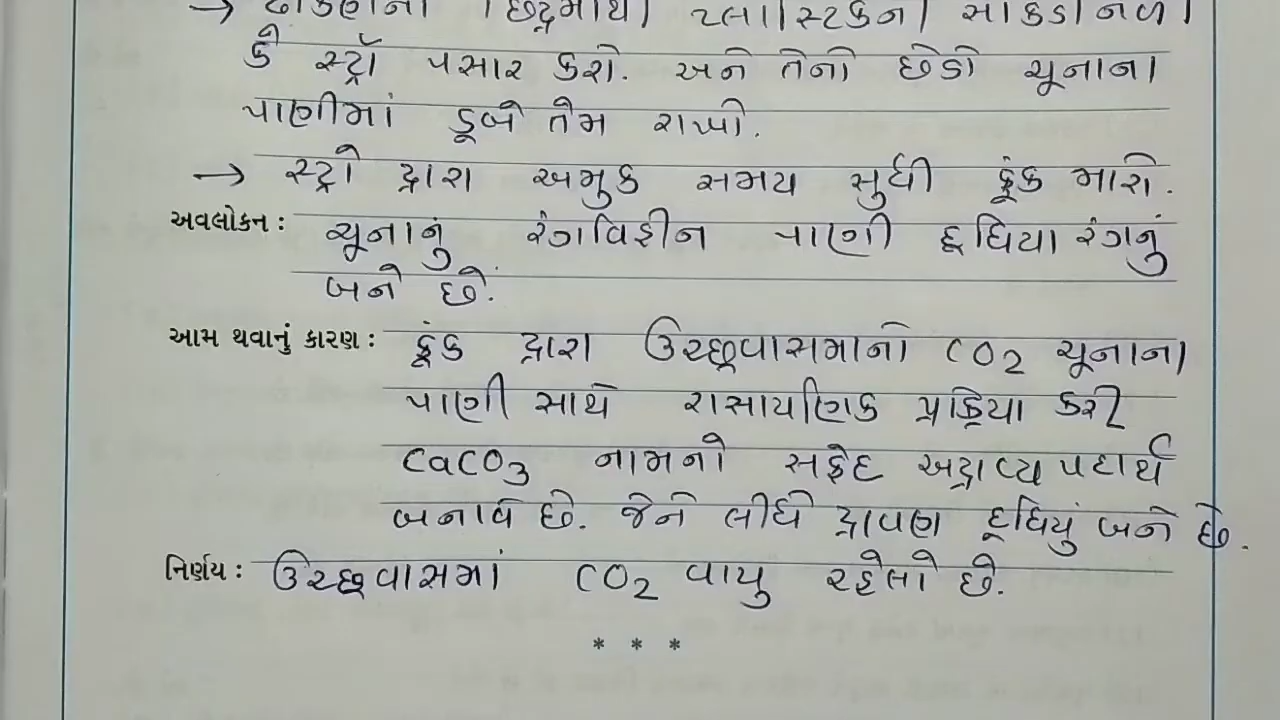 → ઢાંકણાના છિદ્રમાંથી પ્લાસ્ટિકની સાંકડી નળી
કે સ્ટ્રૉ પસાર કરો. અને તેનો છેડો ચૂનાના
પાણીમાં ડૂબે તેમ રાખો.
→ સ્ટ્રો દ્વારા અમુક સમય સુધી ફૂંક મારો.
અવલોકન : ચૂનાનું રંગવિહીન પાણી દૂધિયા રંગનું
બને છે.
આમ થવાનું કારણ : ફૂંક દ્વારા ઉચ્છ્વાસમાંનો CO2 ચૂનાના
પાણી સાથે રાસાયણિક પ્રક્રિયા કરી
CaCO3 નામનો સફેદ અદ્રાવ્ય પદાર્થ
બનાવે છે. જેને લીધે દ્રાવણ દૂધિયું બને છે.
નિર્ણય : ઉચ્છવાસમાં CO2 વાયુ રહેલો છે.
* * *